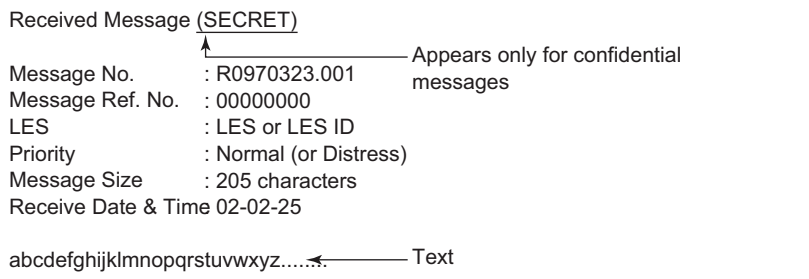 Received Message (SECRET)
Appears only for confidential
messages
Message No. : R0970323.001
Message Ref. No. : 00000000
LES : LES or LES ID
Priority : Normal (or Distress)
Message Size : 205 characters
Receive Date & Time 02-02-25
abcdefghijklmnopqrstuvwxyz........ Text